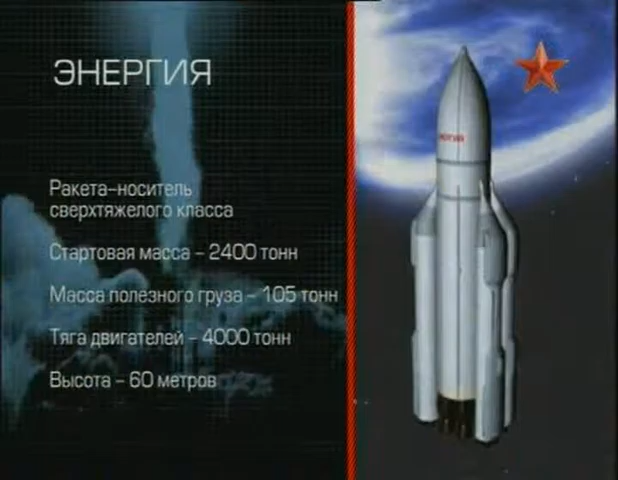 ЭНЕРГИЯ
Ракета-носитель
сверхтяжелого класса
Стартовая масса - 2400 тонн
Масса полезного груза - 105 тонн
Тяга двигателей - 4000 тонн
Высота - 60 метров